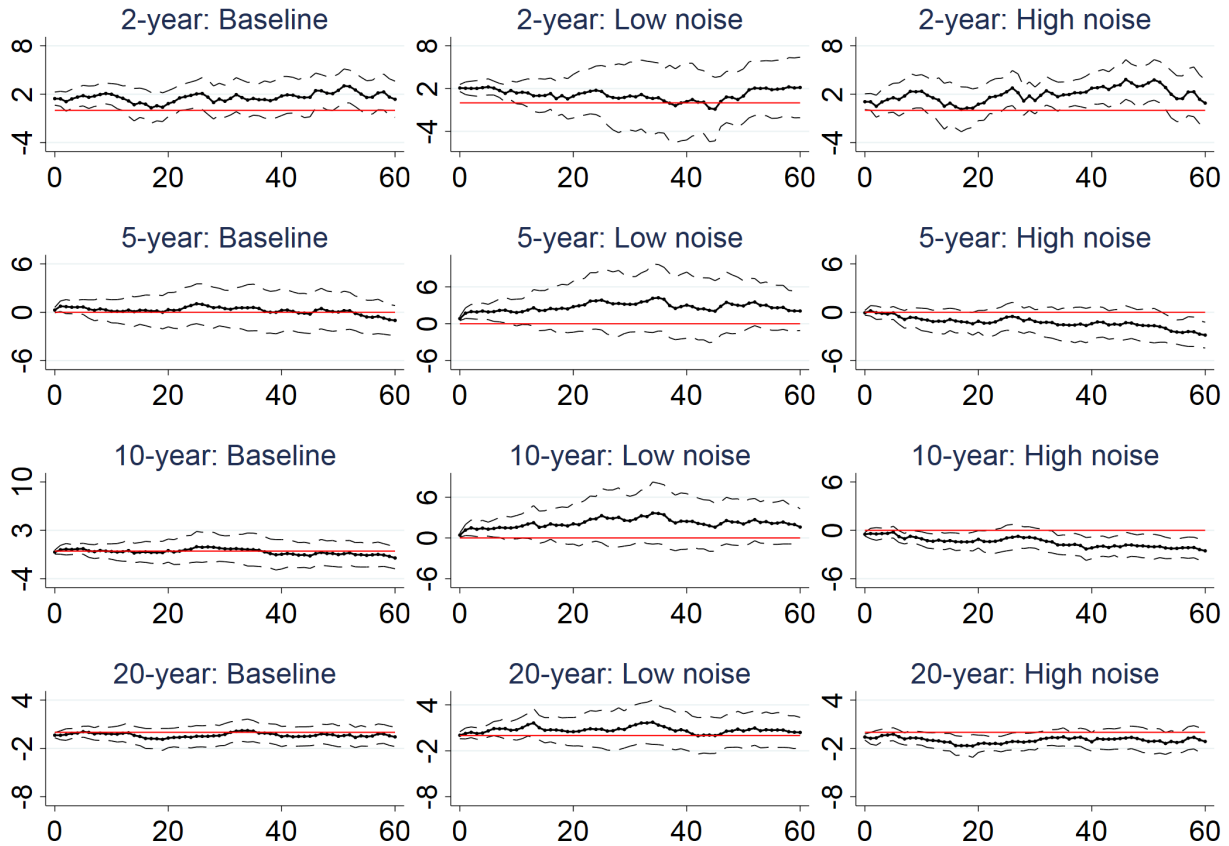 2-year: Baseline
2-year: Low noise
2-year: High noise
8
2
-4
0 20 40 60
8
2
-4
0 20 40 60
8
2
-4
0 20 40 60
5-year: Baseline
5-year: Low noise
5-year: High noise
6
0
-6
0 20 40 60
6
0
-6
0 20 40 60
6
0
-6
0 20 40 60
10-year: Baseline
10-year: Low noise
10-year: High noise
10
3
-4
0 20 40 60
6
0
-6
0 20 40 60
6
0
-6
0 20 40 60
20-year: Baseline
20-year: Low noise
20-year: High noise
4
-2
-8
0 20 40 60
4
-2
-8
0 20 40 60
4
-2
-8
0 20 40 60